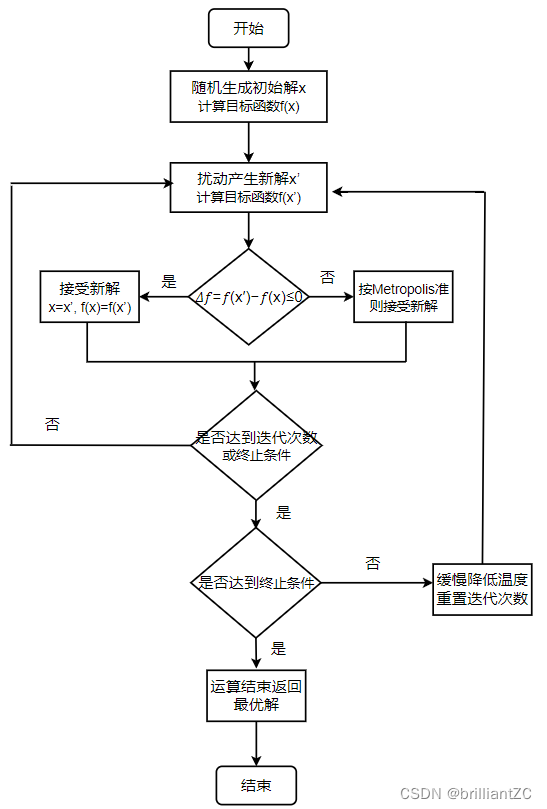 开始
随机生成初始解x
计算目标函数f(x)
扰动产生新解x’
计算目标函数f(x’)
Δf=f(x’)−f(x)≤0
是
否
接受新解
x=x’, f(x)=f(x’)
按Metropolis准
则接受新解
是否达到迭代次数
或终止条件
否
是
是否达到终止条件
否
缓慢降低温度
重置迭代次数
是
运算结束返回
最优解
结束
CSDN @brilliantZC